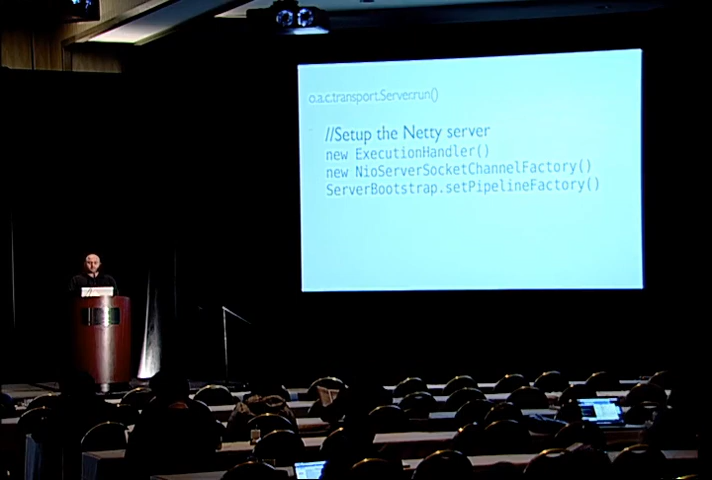 o.a.c.transport.Server.run()
//Setup the Netty server
new ExecutionHandler()
new NioServerSocketChannelFactory()
ServerBootstrap.setPipelineFactory()